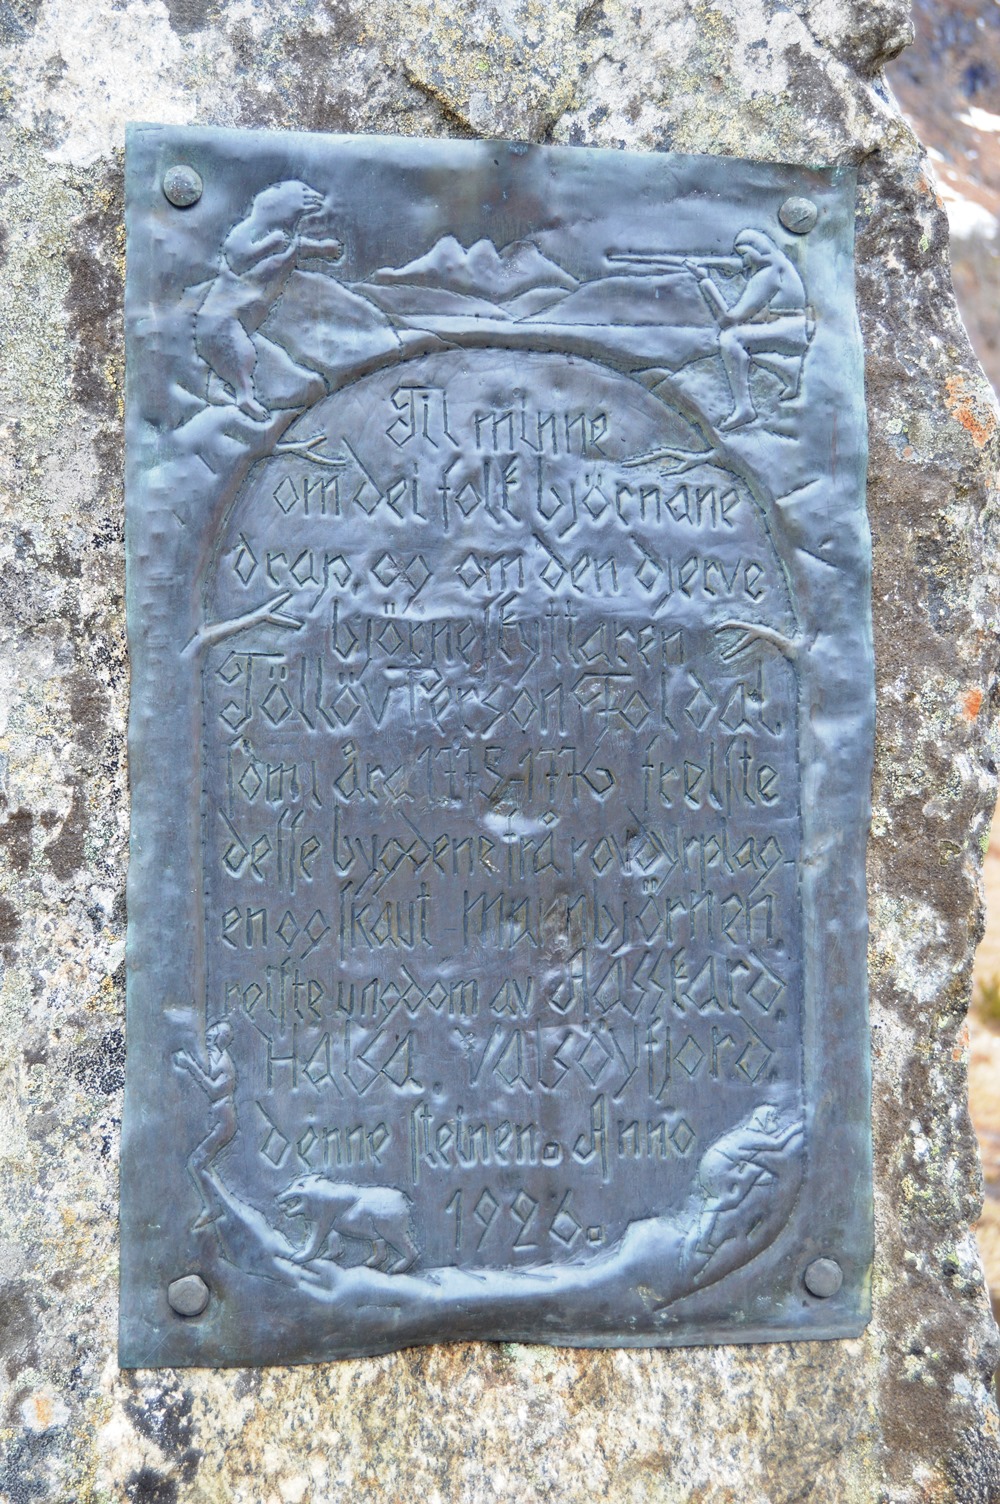 Til minne
om dei folk björnane
drap, og om den djerve
björneskyttaren
Töllöv Person Foldal
som i åra 1775-1776 frelste
desse bygdene frå rovdyrplag-
en og skaut mannbjörnen
reiste ungdom av Aasskard,
Halsa, Valsöyfjord
denne steinen. Anno
1926.